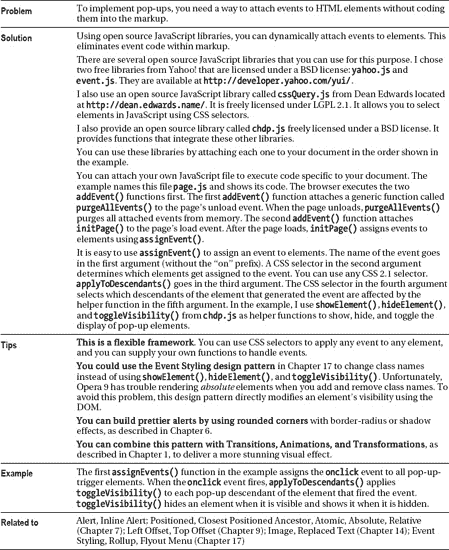 Problem
To implement pop-ups, you need a way to attach events to HTML elements without coding
them into the markup.
Solution
Using open source JavaScript libraries, you can dynamically attach events to elements. This
eliminates event code within markup.
There are several open source JavaScript libraries that you can use for this purpose. I chose
two free libraries from Yahoo! that are licensed under a BSD license: yahoo.js and
event.js. They are available at http://developer.yahoo.com/yui/.
I also use an open source JavaScript library called cssQuery.js from Dean Edwards located
at http://dean.edwards.name/. It is freely licensed under LGPL 2.1. It allows you to select
elements in JavaScript using CSS selectors.
I also provide an open source library called chdp.js freely licensed under a BSD license. It
provides functions that integrate these other libraries.
You can use these libraries by attaching each one to your document in the order shown in
the example.
You can attach your own JavaScript file to execute code specific to your document. The
example names this file page.js and shows its code. The browser executes the two
addEvent() functions first. The first addEvent() function attaches a generic function called
purgeAllEvents() to the page's unload event. When the page unloads, purgeAllEvents()
purges all attached events from memory. The second addEvent() function attaches
initPage() to the page's load event. After the page loads, initPage() assigns events to
elements using assignEvent().
It is easy to use assignEvent() to assign an event to elements. The name of the event goes
in the first argument (without the "on" prefix). A CSS selector in the second argument
determines which elements get assigned to the event. You can use any CSS 2.1 selector.
applyToDescendants() goes in the third argument. The CSS selector in the fourth argument
selects which descendants of the element that generated the event are affected by the
helper function in the fifth argument. In the example, I use showElement(), hideElement(),
and toggleVisibility() from chdp.js as helper functions to show, hide, and toggle the
display of pop-up elements.
Tips
This is a flexible framework. You can use CSS selectors to apply any event to any element,
and you can supply your own functions to handle events.
You could use the Event Styling design pattern in Chapter 17 to change class names
instead of using showElement(), hideElement(), and toggleVisibility(). Unfortunately,
Opera 9 has trouble rendering absolute elements when you add and remove class names. To
avoid this problem, this design pattern directly modifies an element's visibility using the
DOM.
You can build prettier alerts by using rounded corners with border-radius or shadow
effects, as described in Chapter 6.
You can combine this pattern with Transitions, Animations, and Transformations, as
described in Chapter 1, to deliver a more stunning visual effect.
Example
The first assignEvents() function in the example assigns the onclick event to all pop-up-
trigger elements. When the onclick event fires, applyToDescendants() applies
toggleVisibility() to each pop-up descendant of the element that fired the event.
toggleVisibility() hides an element when it is visible and shows it when it is hidden.
Related to
Alert, Inline Alert; Positioned, Closest Positioned Ancestor, Atomic, Absolute, Relative
(Chapter 7); Left Offset, Top Offset (Chapter 9); Image, Replaced Text (Chapter 14); Event
Styling, Rollup, Flyout Menu (Chapter 17)